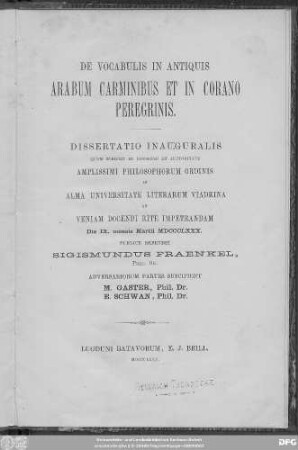 DE VOCABULIS IN ANTIQUIS
ARABUM CARMINIBUS ET IN CORANO
PEREGRINIS.
DISSERTATIO INAUGURALIS
QUAM CONSENSU ET AUCTORITATE
AMPLISSIMI PHILOSOPHORUM ORDINIS
IN
ALMA UNIVERSITATE LITERARUM VIADRINA
AD
VENIAM DOCENDI RITE IMPETRANDAM
Die IX. mensis Martii MDCCCLXXX.
PUBLICE DEFENDET
SIGISMUNDUS FRAENKEL,
Phil. Dr.
ADVERSARIORUM PARTES SUSCIPIENT
M. GASTER, Phil. Dr.
E. SCHWAN, Phil. Dr.
LUGDUNI BATAVORUM, E. J. BRILL,
MDCCCLXXX.
DFG